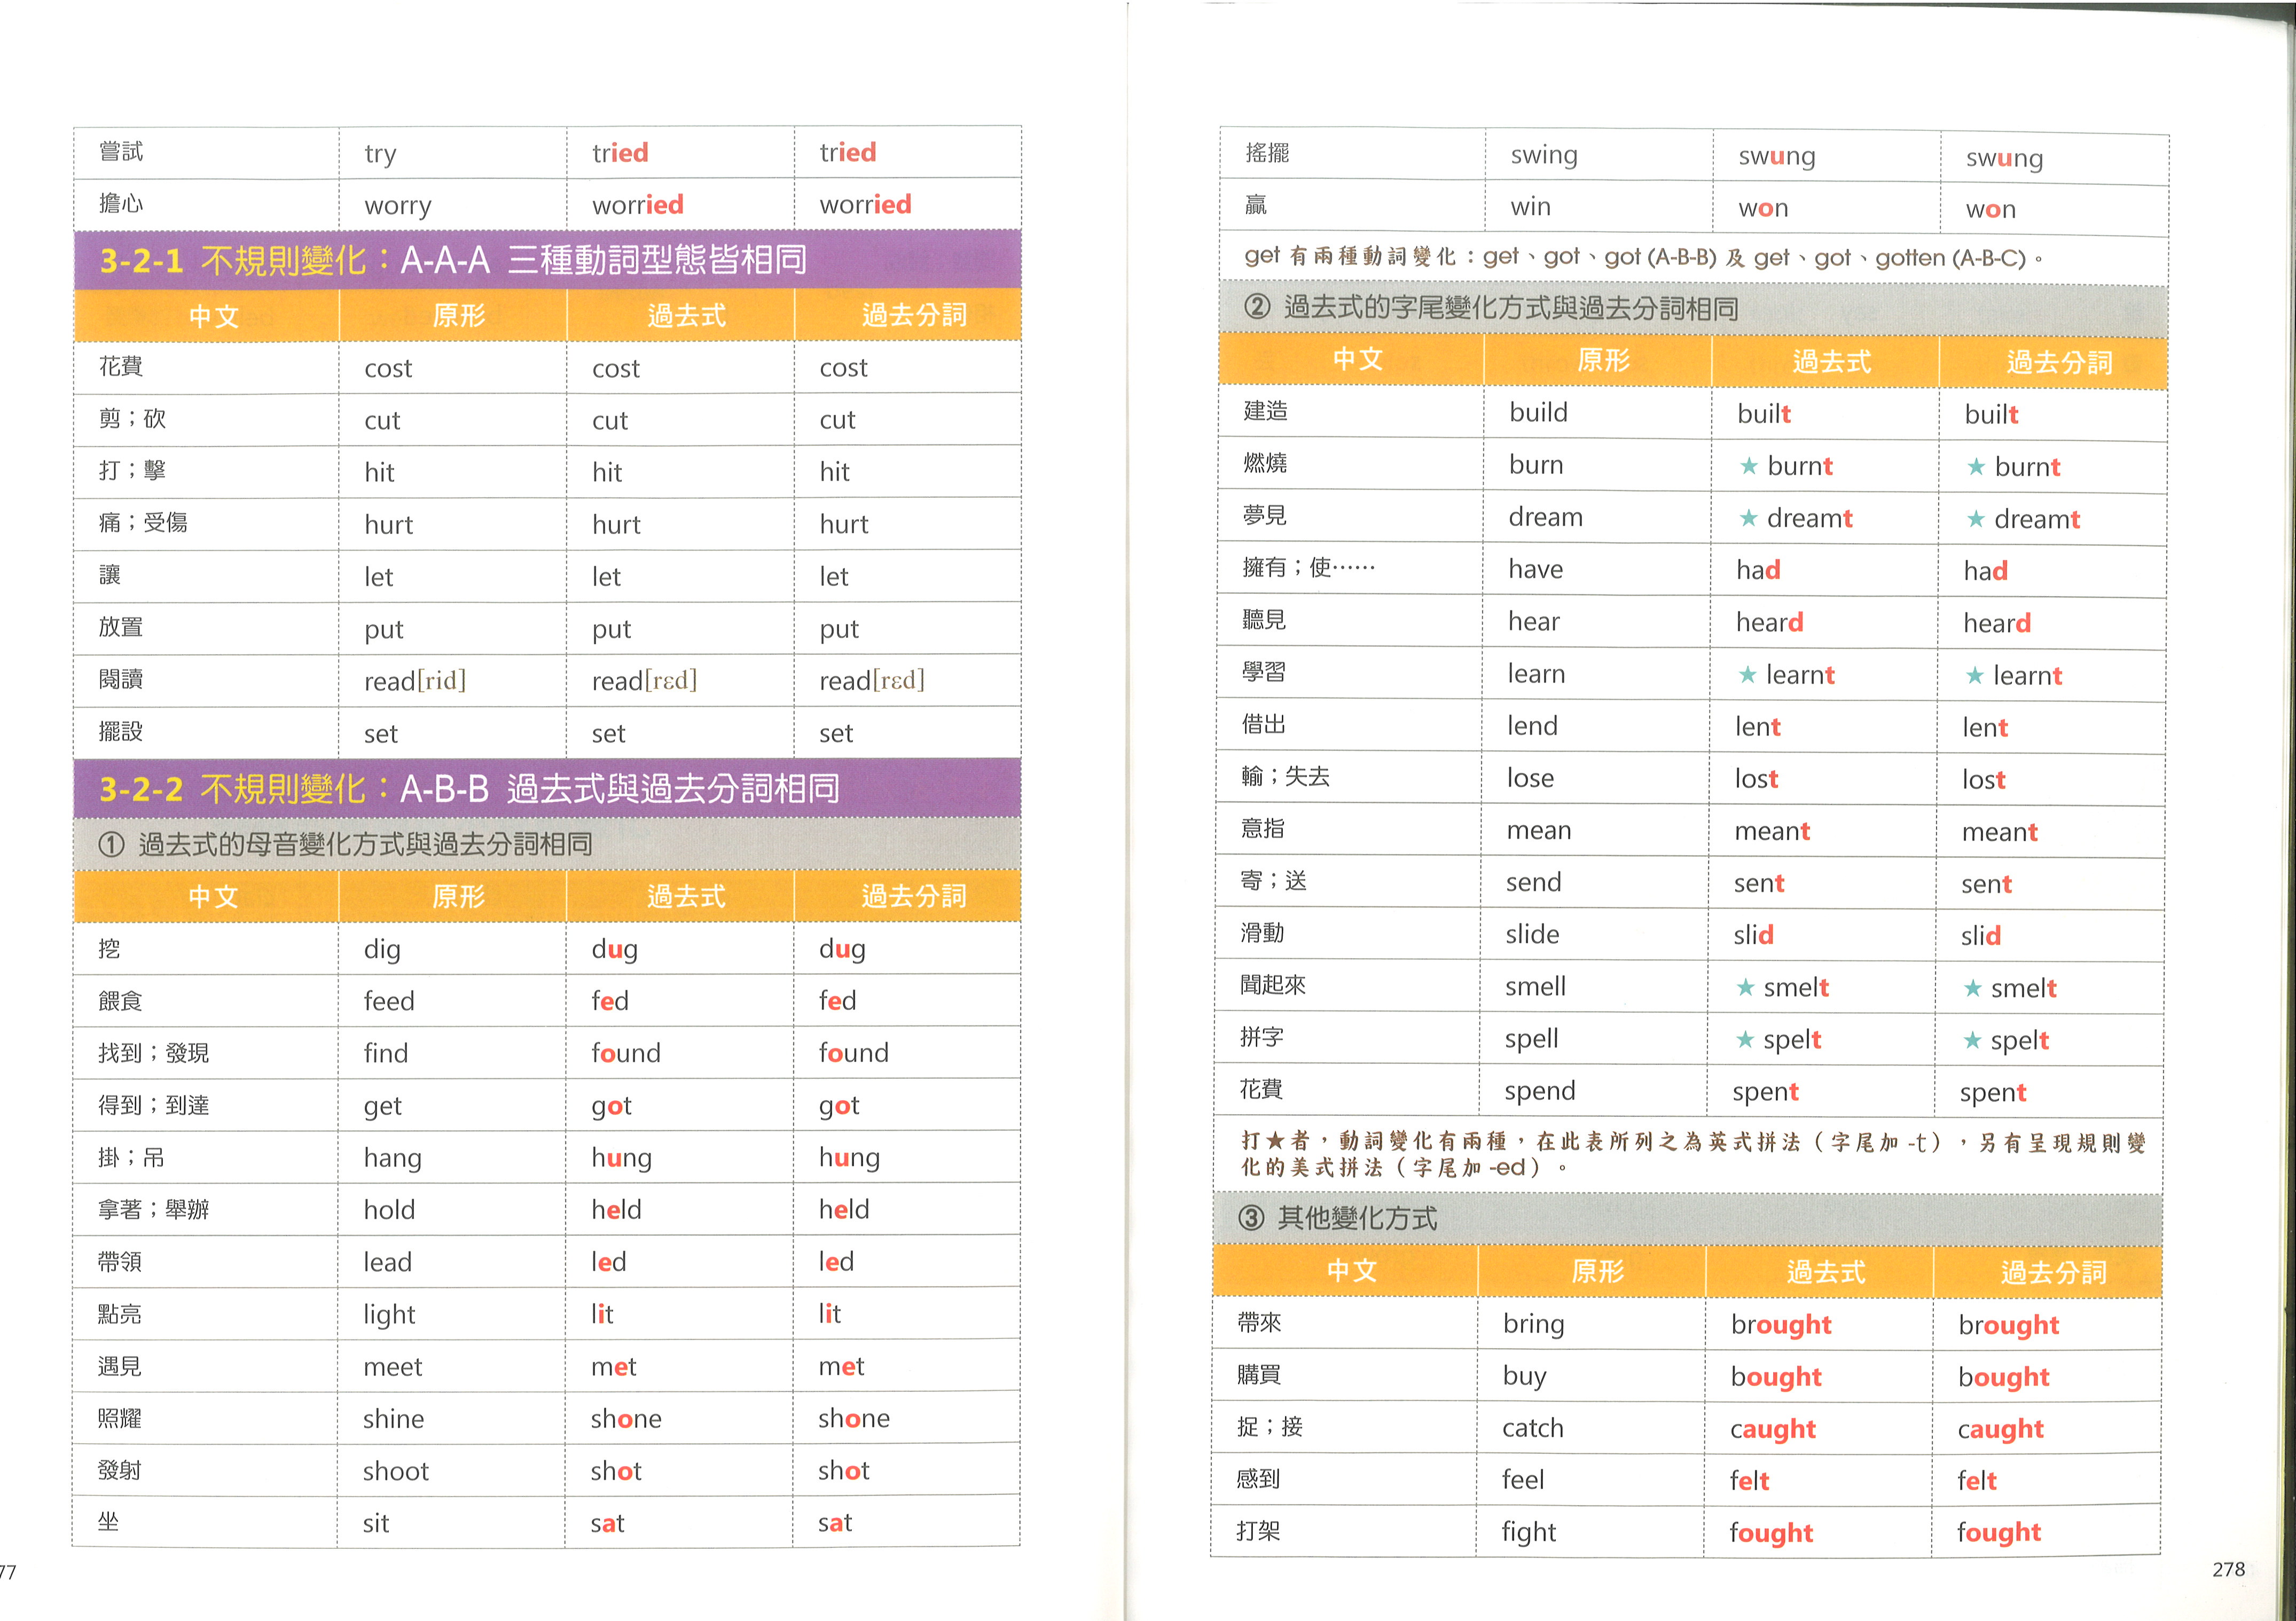 嘗試 try tried tried
擔心 worry worried worried
3-2-1 不規則變化：A-A-A 三種動詞型態皆相同
中文 原形 過去式 過去分詞
花費 cost cost cost
剪；砍 cut cut cut
打；擊 hit hit hit
痛；受傷 hurt hurt hurt
讓 let let let
放置 put put put
閱讀 read[rid] read[rɛd] read[rɛd]
擺設 set set set
3-2-2 不規則變化：A-B-B 過去式與過去分詞相同
① 過去式的母音變化方式與過去分詞相同
中文 原形 過去式 過去分詞
挖 dig dug dug
餵食 feed fed fed
找到；發現 find found found
得到；到達 get got got
掛；吊 hang hung hung
拿著；舉辦 hold held held
帶領 lead led led
點亮 light lit lit
遇見 meet met met
照耀 shine shone shone
發射 shoot shot shot
坐 sit sat sat
77
搖擺 swing swung swung
贏 win won won
get 有兩種動詞變化：get、got、got (A-B-B) 及 get、got、gotten (A-B-C)。
② 過去式的字尾變化方式與過去分詞相同
中文 原形 過去式 過去分詞
建造 build built built
燃燒 burn ★ burnt ★ burnt
夢見 dream ★ dreamt ★ dreamt
擁有；使…… have had had
聽見 hear heard heard
學習 learn ★ learnt ★ learnt
借出 lend lent lent
輸；失去 lose lost lost
意指 mean meant meant
寄；送 send sent sent
滑動 slide slid slid
聞起來 smell ★ smelt ★ smelt
拼字 spell ★ spelt ★ spelt
花費 spend spent spent
打★者，動詞變化有兩種，在此表所列之為英式拼法（字尾加 -t），另有呈現規則變
化的美式拼法（字尾加 -ed）。
③ 其他變化方式
中文 原形 過去式 過去分詞
帶來 bring brought brought
購買 buy bought bought
捉；接 catch caught caught
感到 feel felt felt
打架 fight fought fought
278